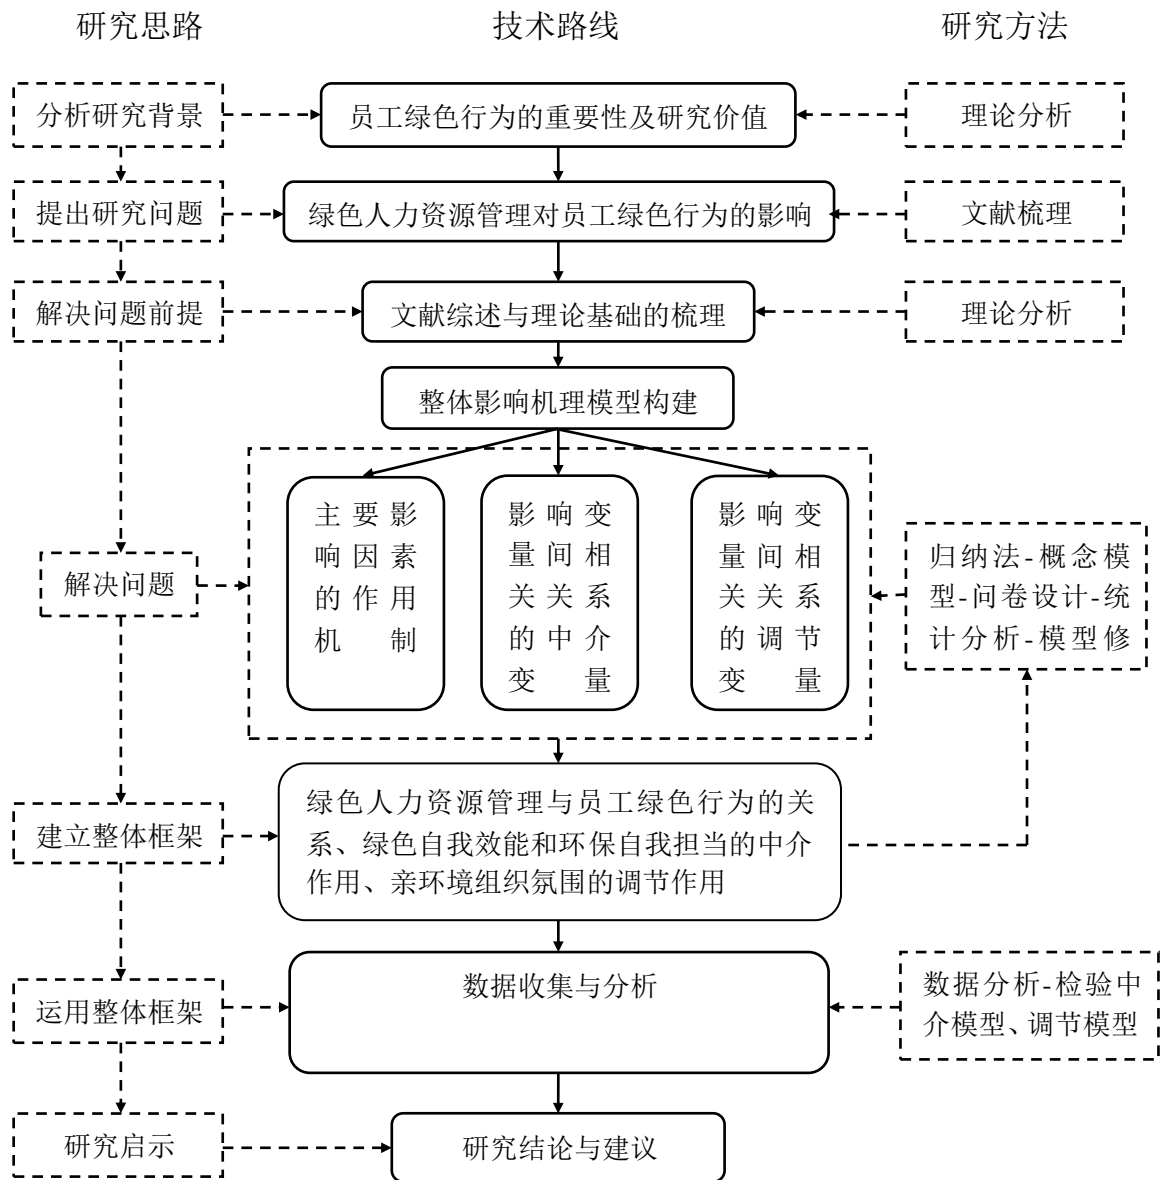 研究思路 技术路线 研究方法
分析研究背景 员工绿色行为的重要性及研究价值 理论分析
提出研究问题 绿色人力资源管理对员工绿色行为的影响 文献梳理
解决问题前提 文献综述与理论基础的梳理 理论分析
整体影响机理模型构建
主要影
响因素
的作用
机制
影响变
量间相
关关系
的中介
变量
影响变
量间相
关关系
的调节
变量
解决问题
归纳法-概念模
型-问卷设计-统
计分析-模型修
建立整体框架
绿色人力资源管理与员工绿色行为的关
系、绿色自我效能和环保自我担当的中介
作用、亲环境组织氛围的调节作用
运用整体框架
数据收集与分析
数据分析-检验中
介模型、调节模型
研究启示 研究结论与建议